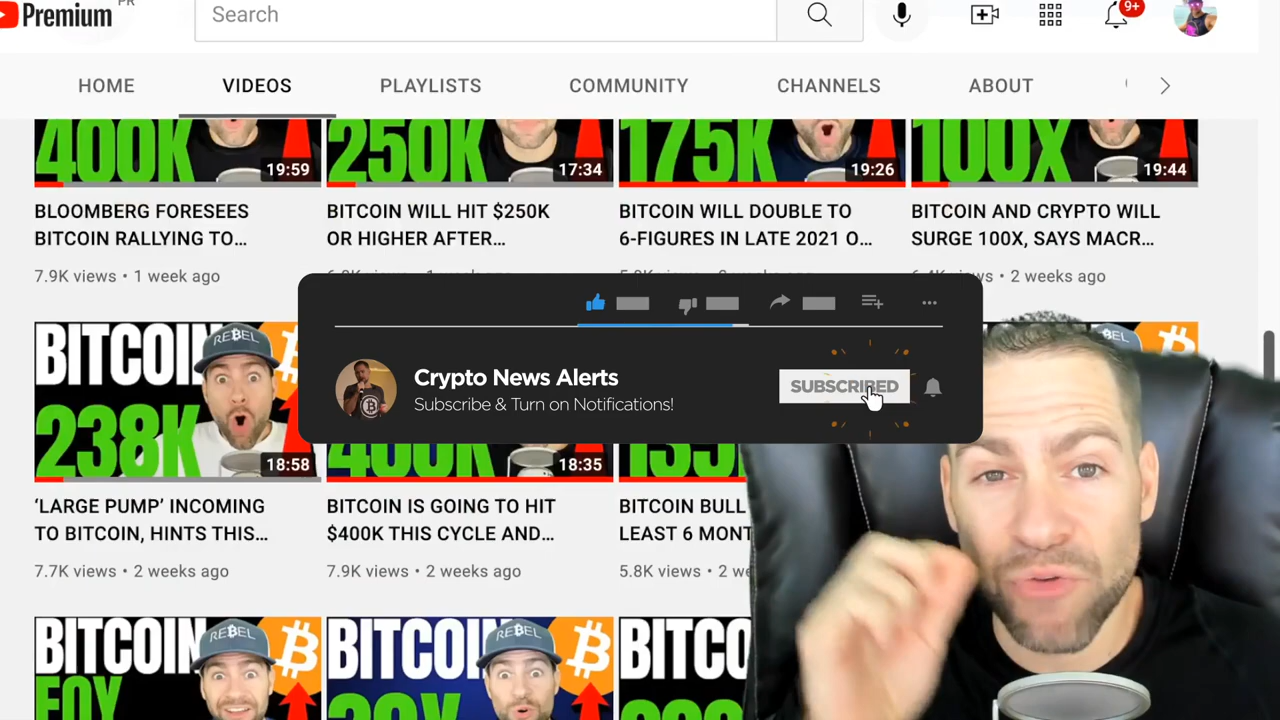 PR
Premium
Search
9+
HOME VIDEOS PLAYLISTS COMMUNITY CHANNELS ABOUT
400K 250K 175K 100X
19:59 17:34 19:26 19:44
BLOOMBERG FORESEES
BITCOIN RALLYING TO…
7.9K views • 1 week ago
BITCOIN WILL HIT $250K
OR HIGHER AFTER…
BITCOIN WILL DOUBLE TO
6-FIGURES IN LATE 2021 O…
BITCOIN AND CRYPTO WILL
SURGE 100X, SAYS MACR…
views • 2 weeks ago
Crypto News Alerts
Subscribe & Turn on Notifications!
SUBSCRIBED
BITCOIN
REBEL
238K
18:58
400K
18:35
‘LARGE PUMP’ INCOMING
TO BITCOIN, HINTS THIS…
7.7K views • 2 weeks ago
BITCOIN IS GOING TO HIT
$400K THIS CYCLE AND…
7.9K views • 2 weeks ago
BITCOIN BULL
LEAST 6 MONT
5.8K views • 2 we
BITCOIN
REBEL
EOY
BITCOIN
REBEL
BITCO